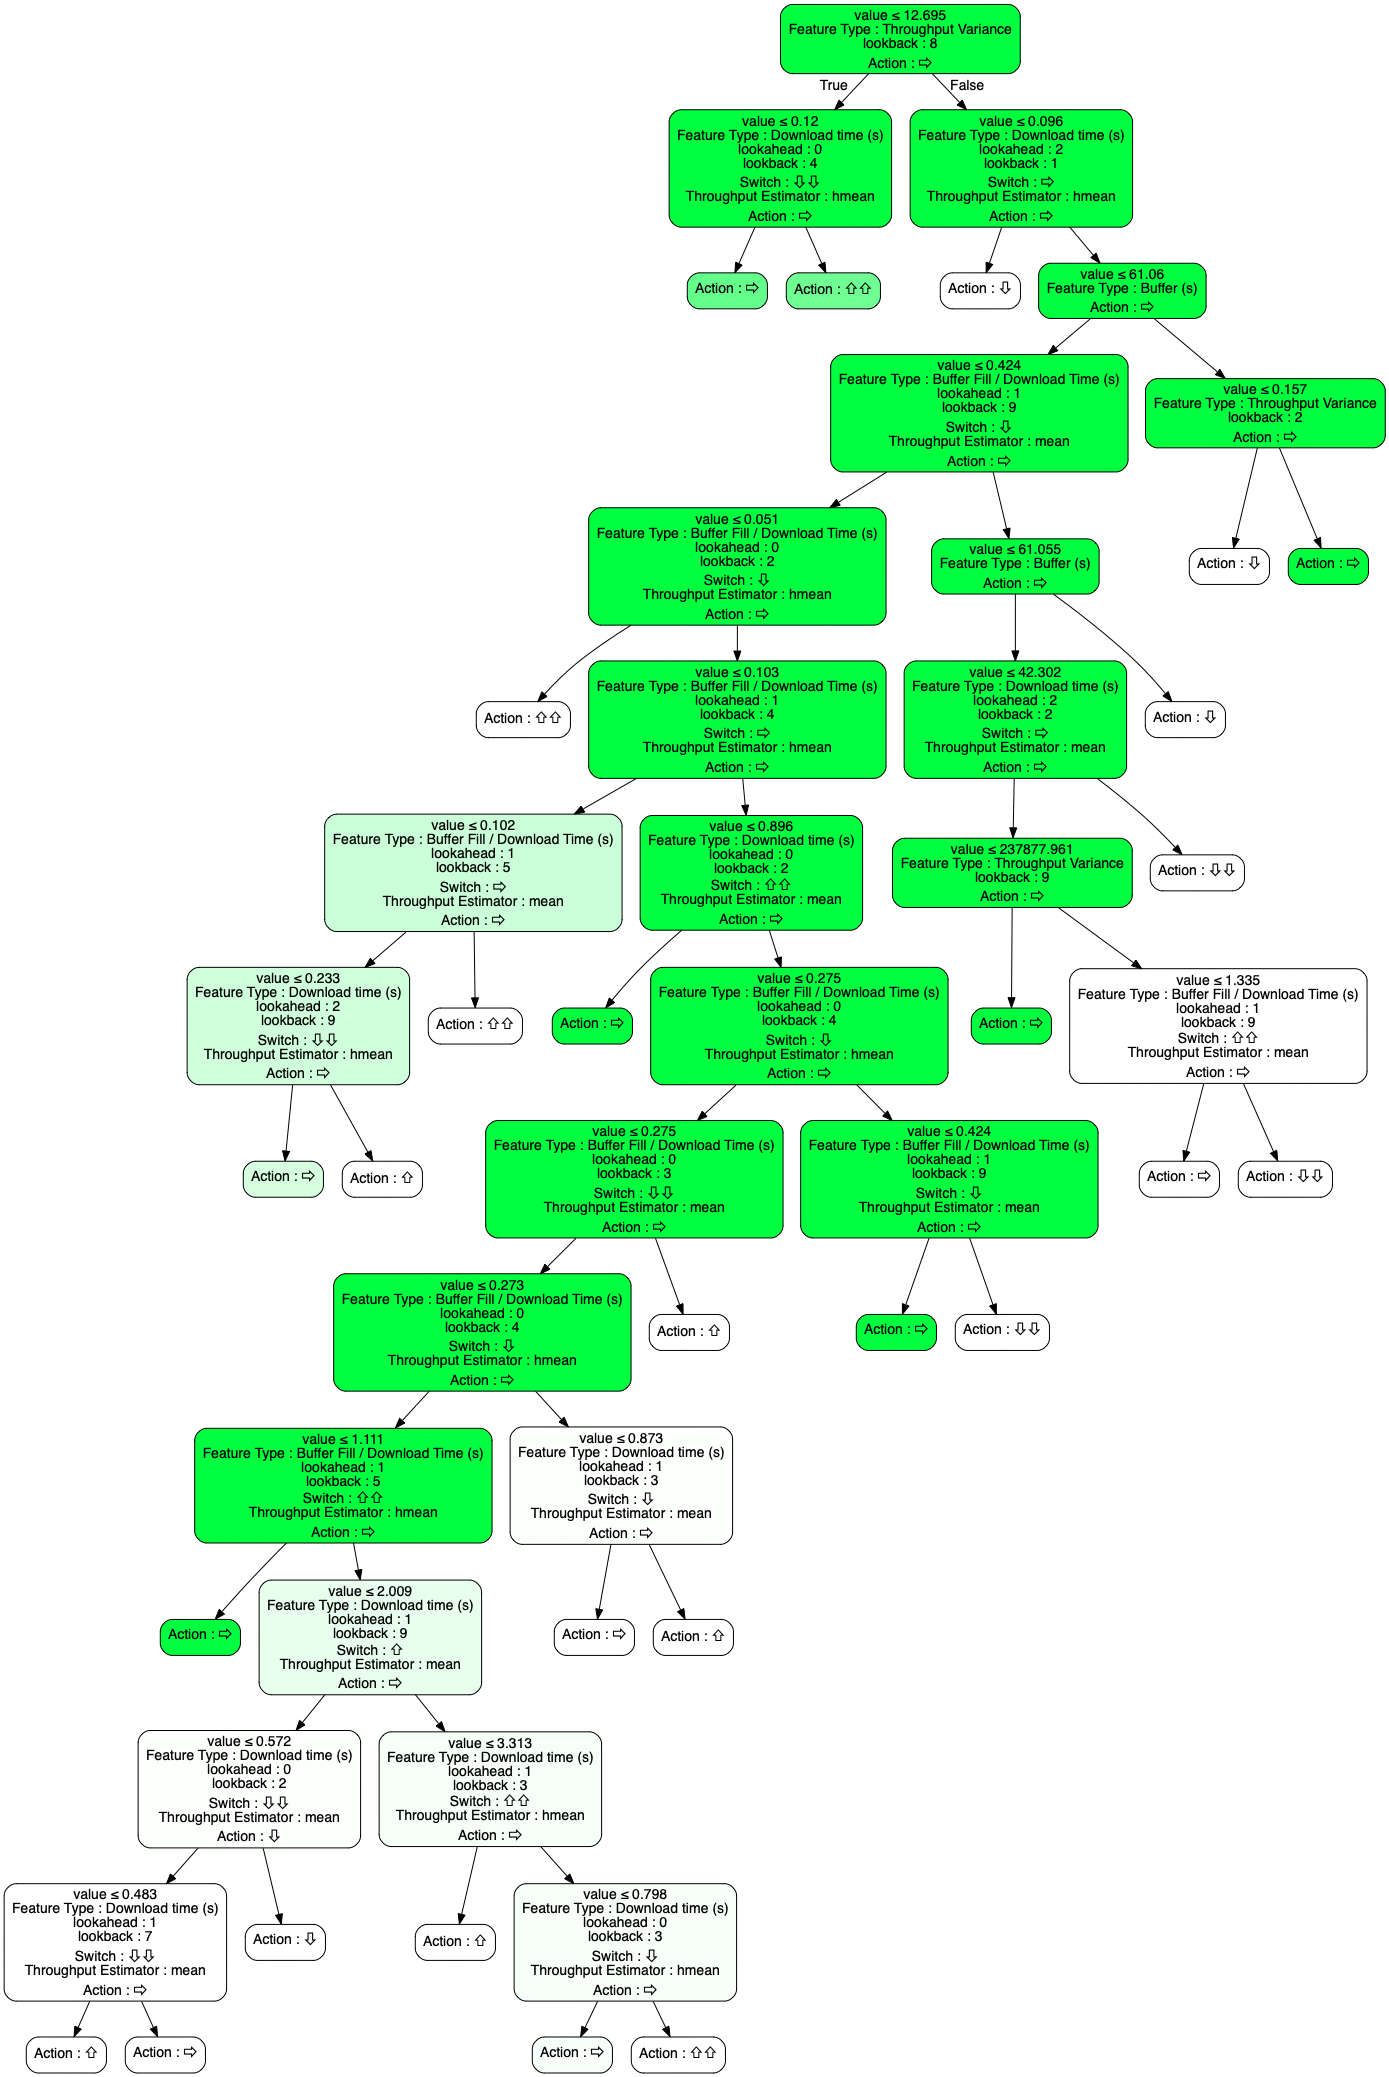 value ≤ 12.695
Feature Type : Throughput Variance
lookback : 8
Action : ⇨
True
False
value ≤ 0.12
Feature Type : Download time (s)
lookahead : 0
lookback : 4
Switch : ⇩⇩
Throughput Estimator : hmean
Action : ⇨
value ≤ 0.096
Feature Type : Download time (s)
lookahead : 2
lookback : 1
Switch : ⇨
Throughput Estimator : hmean
Action : ⇨
Action : ⇨
Action : ⇧⇧
Action : ⇩
value ≤ 61.06
Feature Type : Buffer (s)
Action : ⇨
value ≤ 0.424
Feature Type : Buffer Fill / Download Time (s)
lookahead : 1
lookback : 9
Switch : ⇩
Throughput Estimator : mean
Action : ⇨
value ≤ 0.157
Feature Type : Throughput Variance
lookback : 2
Action : ⇨
value ≤ 0.051
Feature Type : Buffer Fill / Download Time (s)
lookahead : 0
lookback : 2
Switch : ⇩
Throughput Estimator : hmean
Action : ⇨
value ≤ 61.055
Feature Type : Buffer (s)
Action : ⇨
Action : ⇩
Action : ⇨
Action : ⇧⇧
value ≤ 0.103
Feature Type : Buffer Fill / Download Time (s)
lookahead : 1
lookback : 4
Switch : ⇨
Throughput Estimator : hmean
Action : ⇨
value ≤ 42.302
Feature Type : Download time (s)
lookahead : 2
lookback : 2
Switch : ⇨
Throughput Estimator : mean
Action : ⇨
Action : ⇩
value ≤ 0.102
Feature Type : Buffer Fill / Download Time (s)
lookahead : 1
lookback : 5
Switch : ⇨
Throughput Estimator : mean
Action : ⇨
value ≤ 0.896
Feature Type : Download time (s)
lookahead : 0
lookback : 2
Switch : ⇧⇧
Throughput Estimator : mean
Action : ⇨
value ≤ 237877.961
Feature Type : Throughput Variance
lookback : 9
Action : ⇨
Action : ⇩⇩
value ≤ 0.233
Feature Type : Download time (s)
lookahead : 2
lookback : 9
Switch : ⇩⇩
Throughput Estimator : hmean
Action : ⇨
Action : ⇧⇧
Action : ⇨
value ≤ 0.275
Feature Type : Buffer Fill / Download Time (s)
lookahead : 0
lookback : 4
Switch : ⇩
Throughput Estimator : hmean
Action : ⇨
Action : ⇨
value ≤ 1.335
Feature Type : Buffer Fill / Download Time (s)
lookahead : 1
lookback : 9
Switch : ⇧⇧
Throughput Estimator : mean
Action : ⇨
Action : ⇨
Action : ⇧
value ≤ 0.275
Feature Type : Buffer Fill / Download Time (s)
lookahead : 0
lookback : 3
Switch : ⇩⇩
Throughput Estimator : mean
Action : ⇨
value ≤ 0.424
Feature Type : Buffer Fill / Download Time (s)
lookahead : 1
lookback : 9
Switch : ⇩
Throughput Estimator : mean
Action : ⇨
Action : ⇨
Action : ⇩⇩
value ≤ 0.273
Feature Type : Buffer Fill / Download Time (s)
lookahead : 0
lookback : 4
Switch : ⇩
Throughput Estimator : hmean
Action : ⇨
Action : ⇧
Action : ⇨
Action : ⇩⇩
value ≤ 1.111
Feature Type : Buffer Fill / Download Time (s)
lookahead : 1
lookback : 5
Switch : ⇧⇧
Throughput Estimator : hmean
Action : ⇨
value ≤ 0.873
Feature Type : Download time (s)
lookahead : 1
lookback : 3
Switch : ⇩
Throughput Estimator : mean
Action : ⇨
Action : ⇨
value ≤ 2.009
Feature Type : Download time (s)
lookahead : 1
lookback : 9
Switch : ⇧
Throughput Estimator : mean
Action : ⇨
Action : ⇨
Action : ⇧
value ≤ 0.572
Feature Type : Download time (s)
lookahead : 0
lookback : 2
Switch : ⇩⇩
Throughput Estimator : mean
Action : ⇩
value ≤ 3.313
Feature Type : Download time (s)
lookahead : 1
lookback : 3
Switch : ⇧⇧
Throughput Estimator : hmean
Action : ⇨
value ≤ 0.483
Feature Type : Download time (s)
lookahead : 1
lookback : 7
Switch : ⇩⇩
Throughput Estimator : mean
Action : ⇨
Action : ⇩
Action : ⇧
value ≤ 0.798
Feature Type : Download time (s)
lookahead : 0
lookback : 3
Switch : ⇩
Throughput Estimator : hmean
Action : ⇨
Action : ⇧
Action : ⇨
Action : ⇨
Action : ⇧⇧